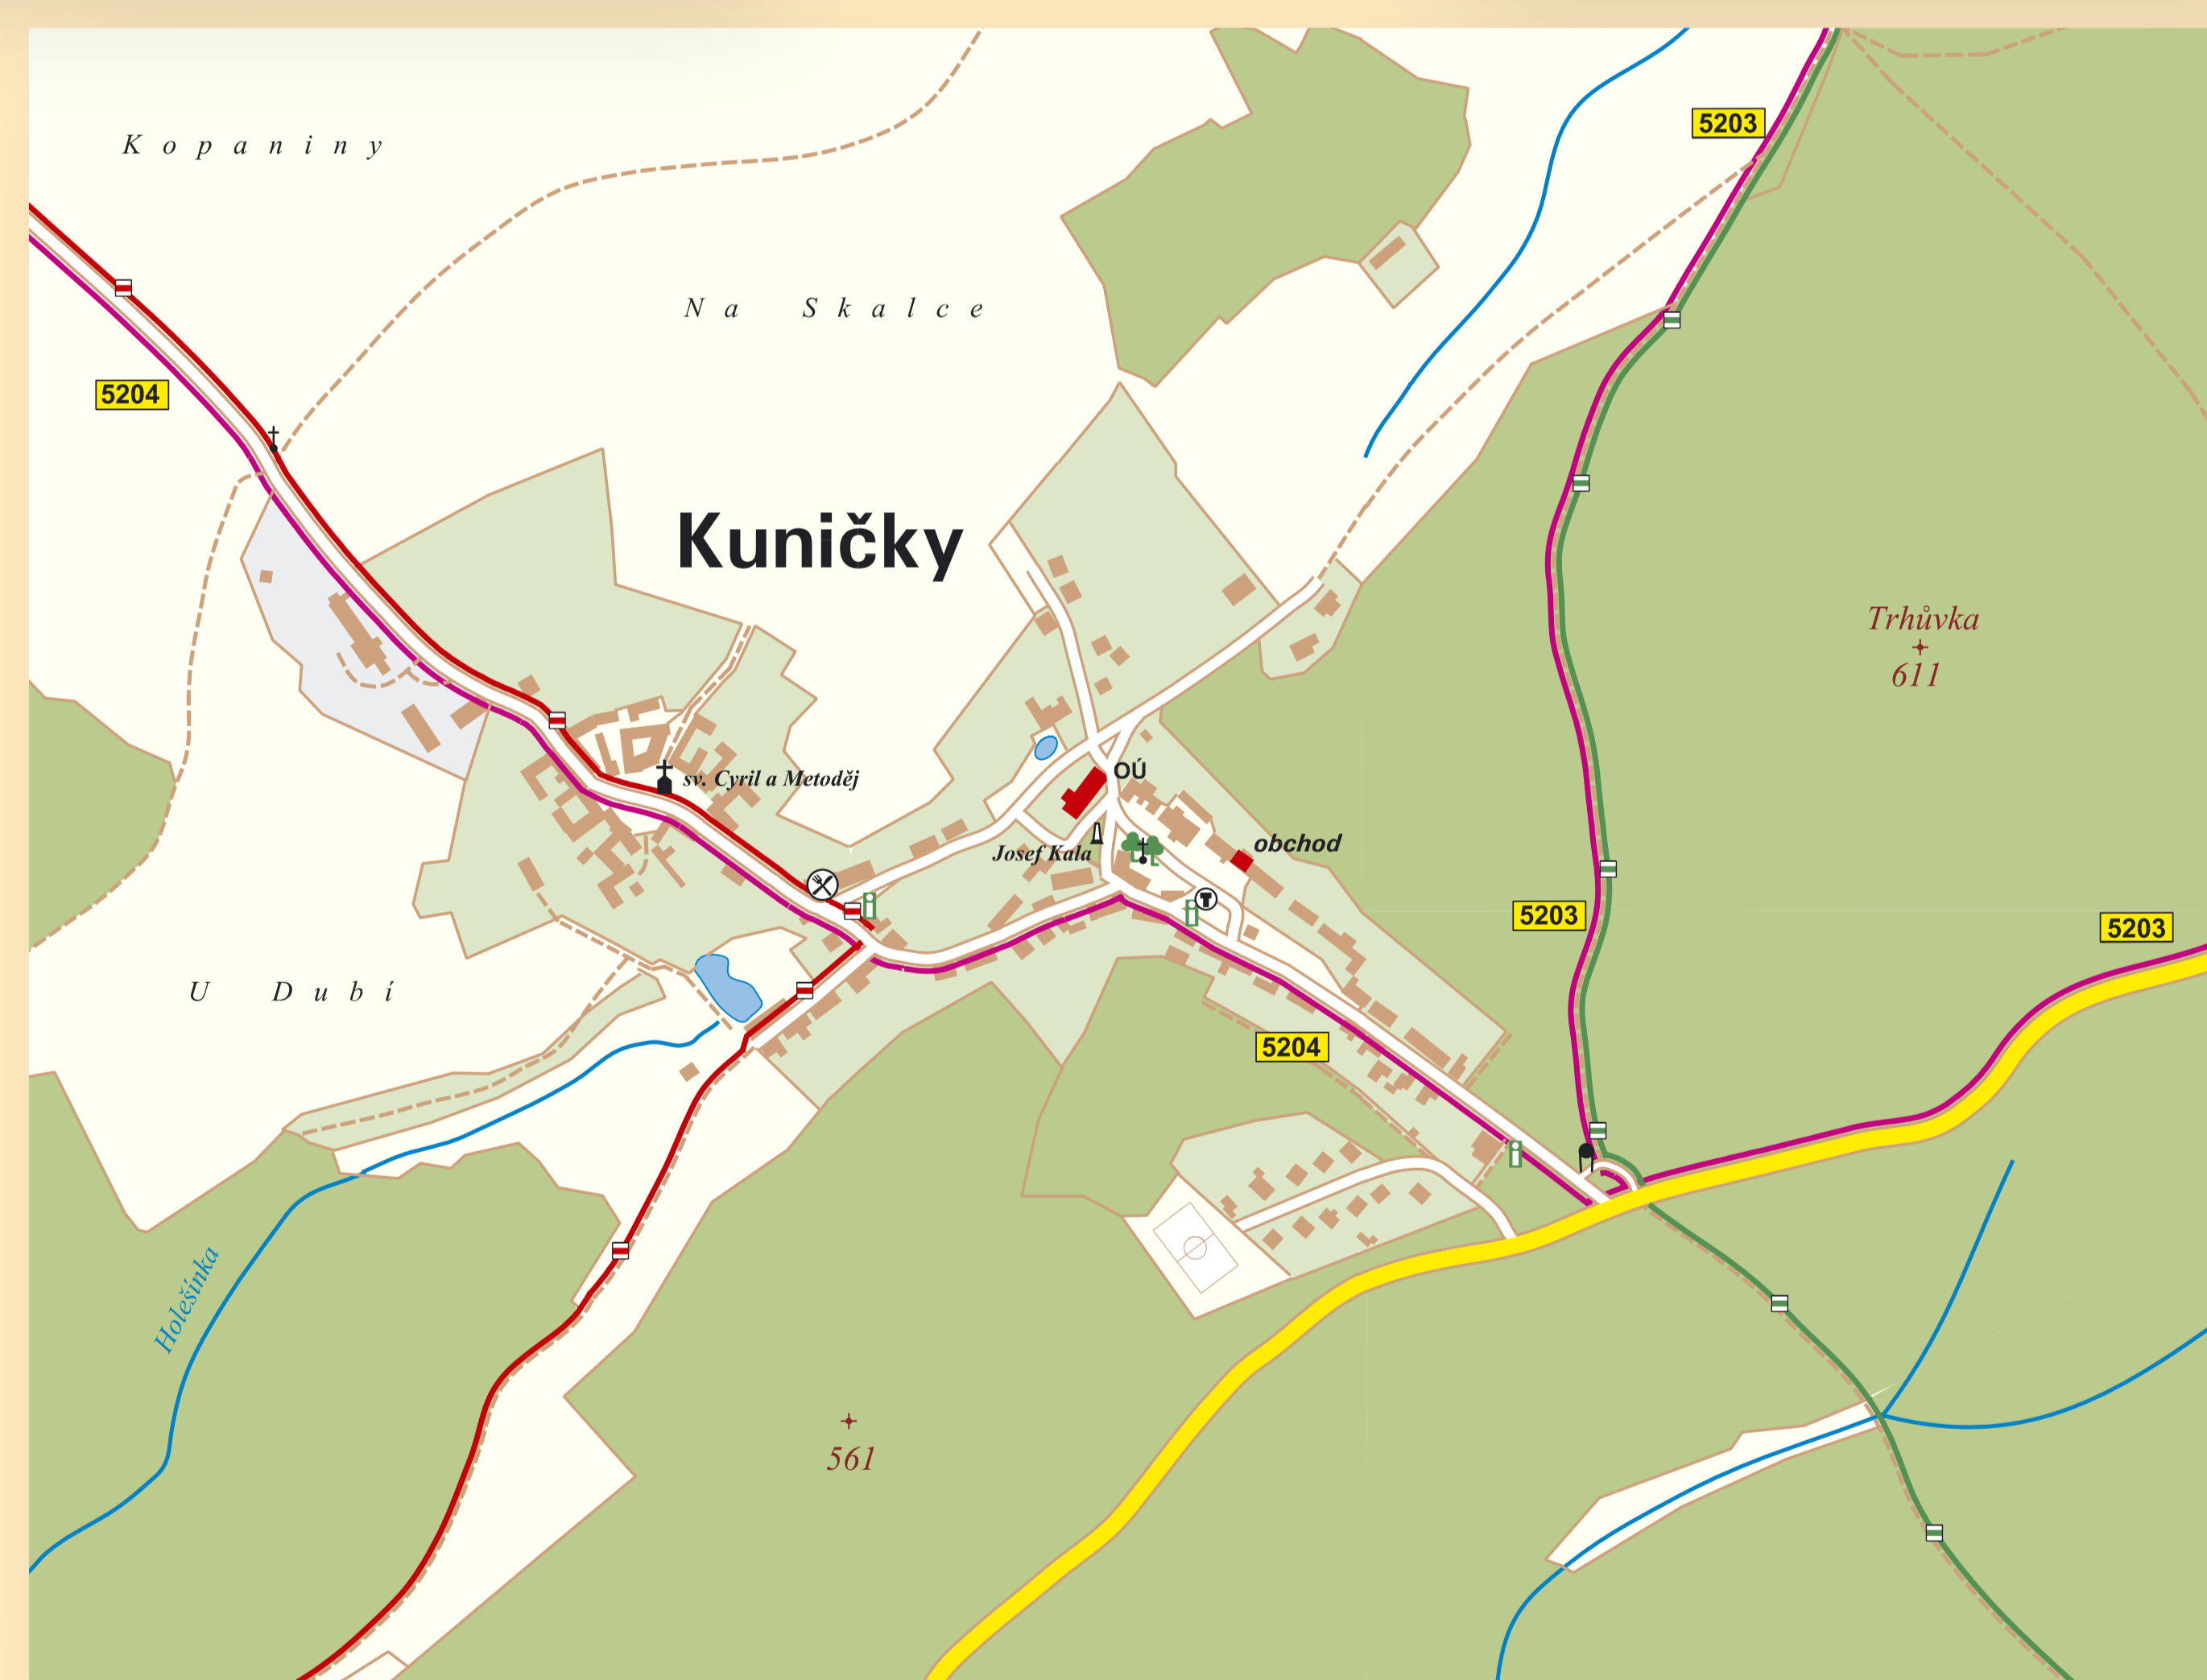 5203
Kopaniny
Na Skalce
5204
Kuničky
Trhůvka
611
OÚ
sv. Cyril a Metoděj
obchod
Josef Kala
T
5203
5203
U Dubí
5204
Holešínka
561